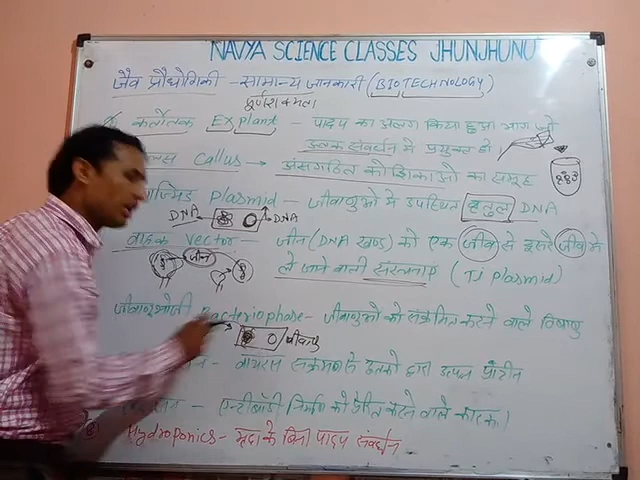 NAVYA SCIENCE CLASSES JHUNJHUNU
जैव प्रौद्योगिकी - सामान्य जानकारी (BIOTECHNOLOGY)
कर्तौतक Explant - पादप का अलग किया हुआ भाग जो
ऊतक संवर्धन में प्रयुक्त हो।
Callus → असंगठित कोशिकाओं का समूह
Plasmid - जीवाणु में उपस्थित वृतुल DNA
DNA DNA
वाहक Vector - जीन (DNA खण्ड) को एक जीव से दूसरे जीव में
जीन
ले जाने वाली संरचनाएं (Ti Plasmid)
जीवाणुभोजी Bacteriophase - जीवाणुओं को संक्रमित करने वाले विषाणु
जीवाणु
वायरस संक्रमण के द्वारा उत्पन्न प्रोटीन
- एन्टीबॉडी निर्माण को प्रेरित करने वाले कारक।
Hydroponics - मृदा के बिना पादप संवर्धन